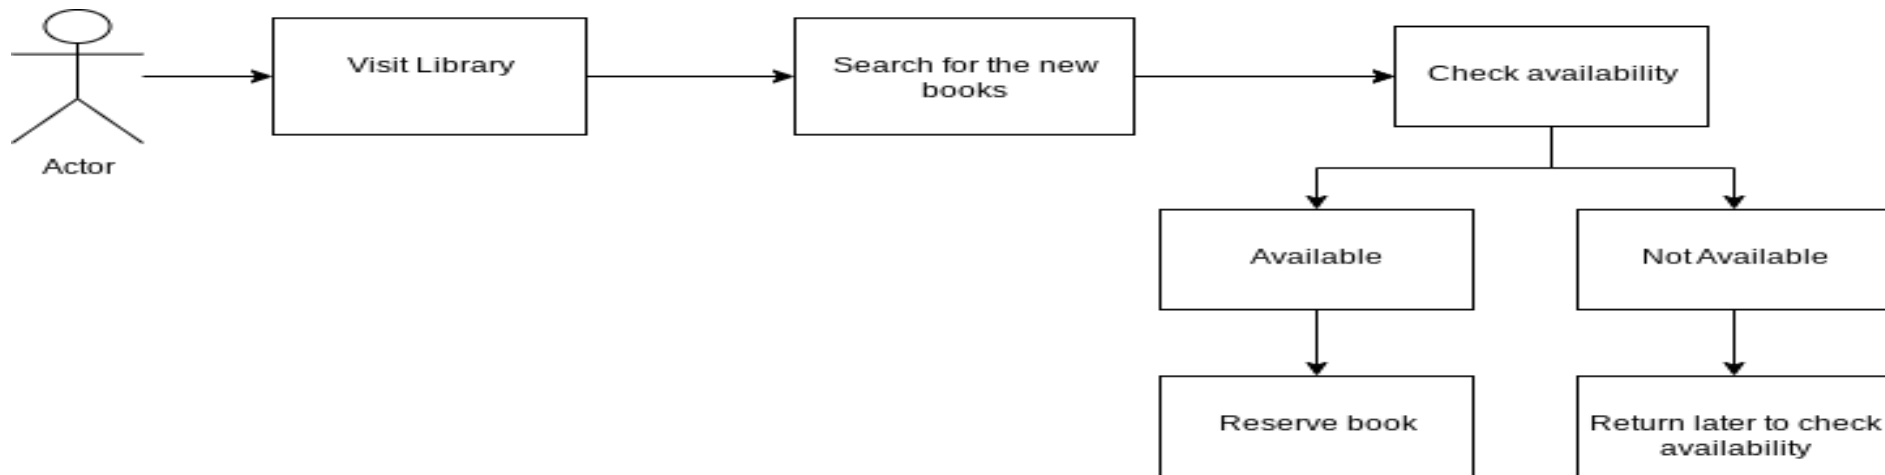 Visit Library
Search for the new
books
Check availability
Actor
Available
Not Available
Reserve book
Return later to check
availability